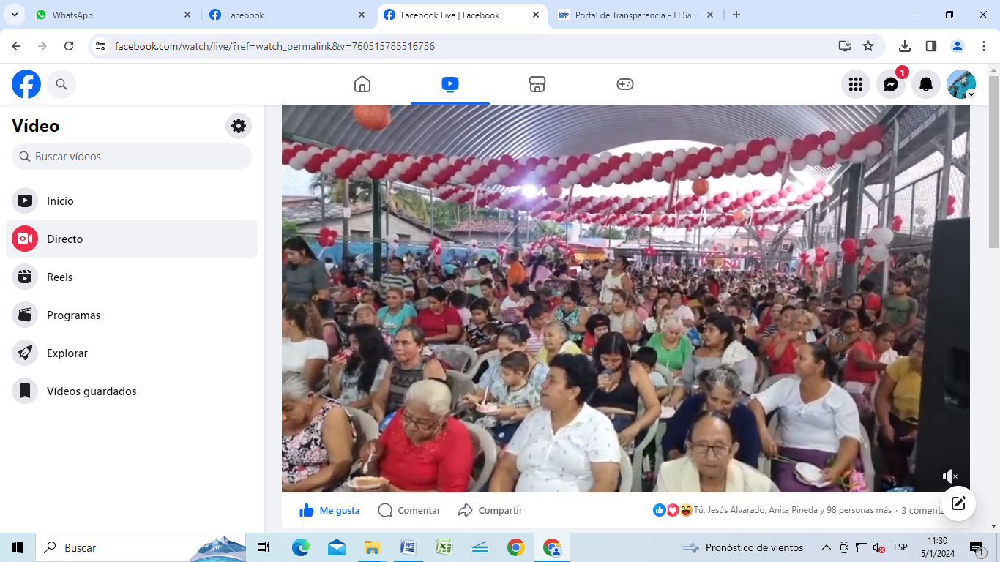 WhatsApp
Facebook
Facebook Live | Facebook
Portal de Transparencia - El Salv
facebook.com/watch/live/?ref=watch_permalink&v=760515785516736
1
Vídeo
Buscar vídeos
Inicio
Directo
Reels
Programas
Explorar
Vídeos guardados
Me gusta
Comentar
Compartir
Tú, Jesús Alvarado, Anita Pineda y 98 personas más · 3 comenta
Buscar
Pronóstico de vientos
ESP
11:30
5/1/2024
1